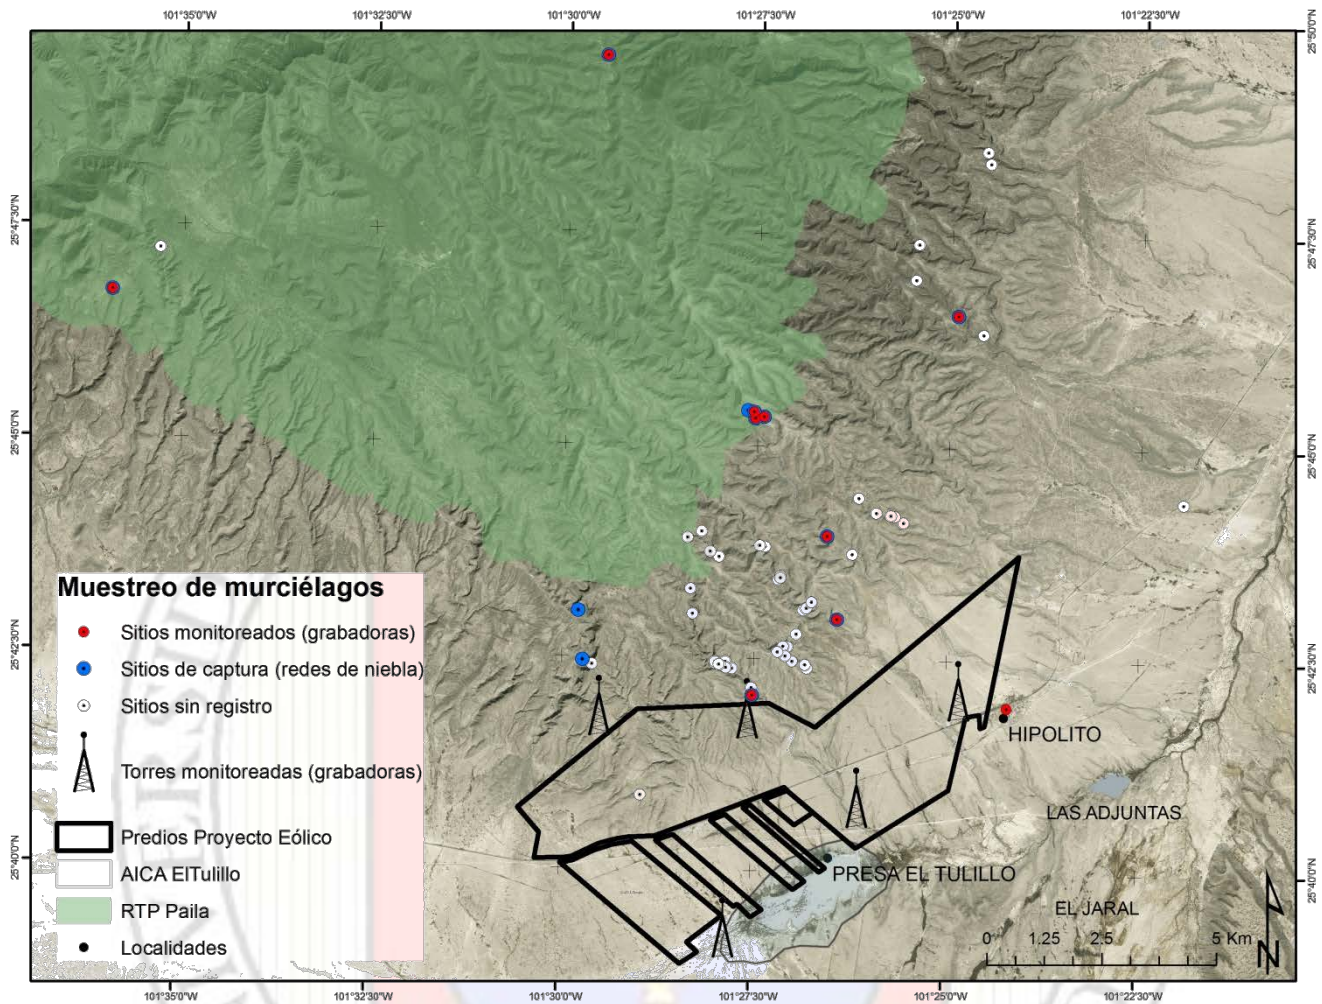 101°35'0"W 101°32'30"W 101°30'0"W 101°27'30"W 101°25'0"W 101°22'30"W
25°50'0"N
25°47'30"N
25°47'30"N
25°45'0"N
25°45'0"N
Muestreo de murciélagos
Sitios monitoreados (grabadoras)
Sitios de captura (redes de niebla)
Sitios sin registro
Torres monitoreadas (grabadoras)
Predios Proyecto Eólico
AICA ElTulillo
RTP Paila
Localidades
25°42'30"N
25°42'30"N
HIPOLITO
LAS ADJUNTAS
25°40'0"N
25°40'0"N
PRESA EL TULILLO
EL JARAL
0 1.25 2.5 5 Km
N
101°35'0"W 101°32'30"W 101°30'0"W 101°27'30"W 101°25'0"W 101°22'30"W